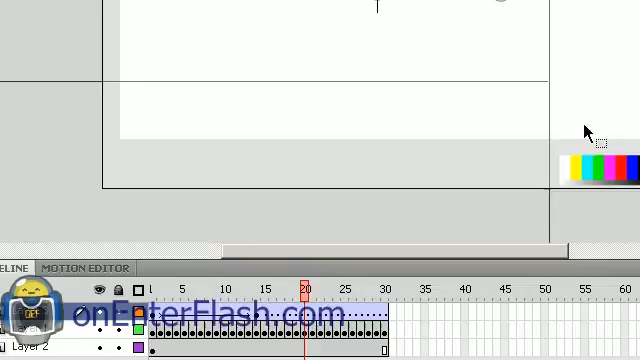 ELINE MOTION EDITOR
1 5 10 15 20 25 30 35 40 45 50 55 60
OEF
onEnterFlash.com
Layer 2